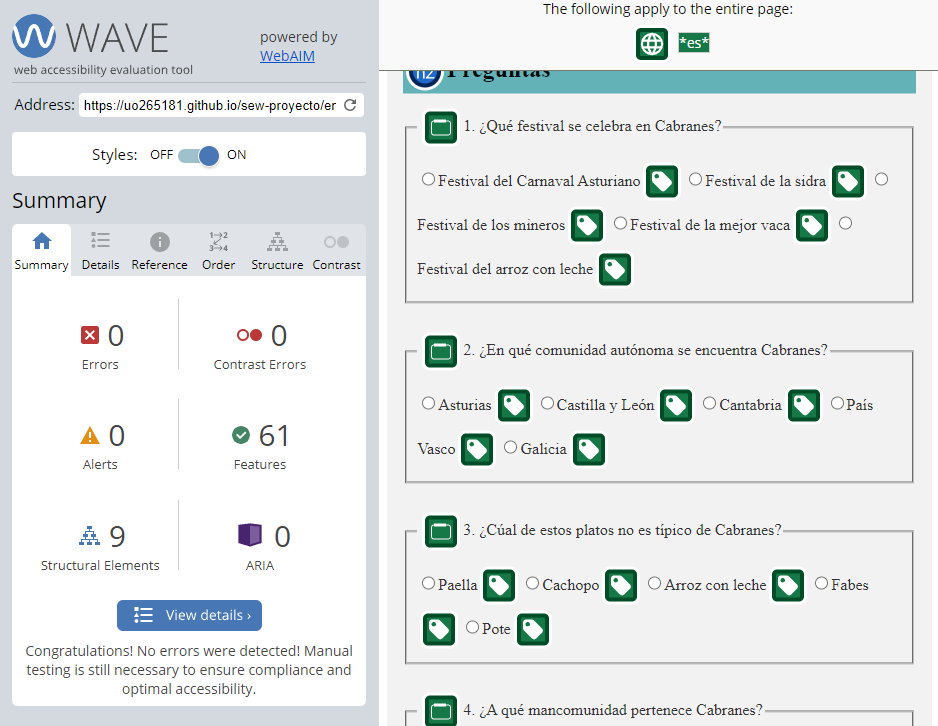 WAVE
web accessibility evaluation tool
powered by
WebAIM
Address: https://uo265181.github.io/sew-proyecto/er
Styles: OFF ON
Summary
Summary Details Reference Order Structure Contrast
0
Errors
0
Contrast Errors
0
Alerts
61
Features
9
Structural Elements
0
ARIA
View details ›
Congratulations! No errors were detected! Manual
testing is still necessary to ensure compliance and
optimal accessibility.
The following apply to the entire page:
*es*
h2 Preguntas
1. ¿Qué festival se celebra en Cabranes?
Festival del Carnaval Asturiano Festival de la sidra
Festival de los mineros Festival de la mejor vaca
Festival del arroz con leche
2. ¿En qué comunidad autónoma se encuentra Cabranes?
Asturias Castilla y León Cantabria País
Vasco Galicia
3. ¿Cúal de estos platos no es típico de Cabranes?
Paella Cachopo Arroz con leche Fabes
Pote
4. ¿A qué mancomunidad pertenece Cabranes?